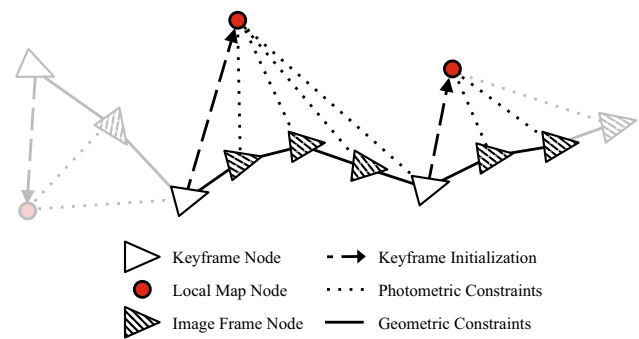 Keyframe Node
Keyframe Initialization
Local Map Node
Photometric Constraints
Image Frame Node
Geometric Constraints